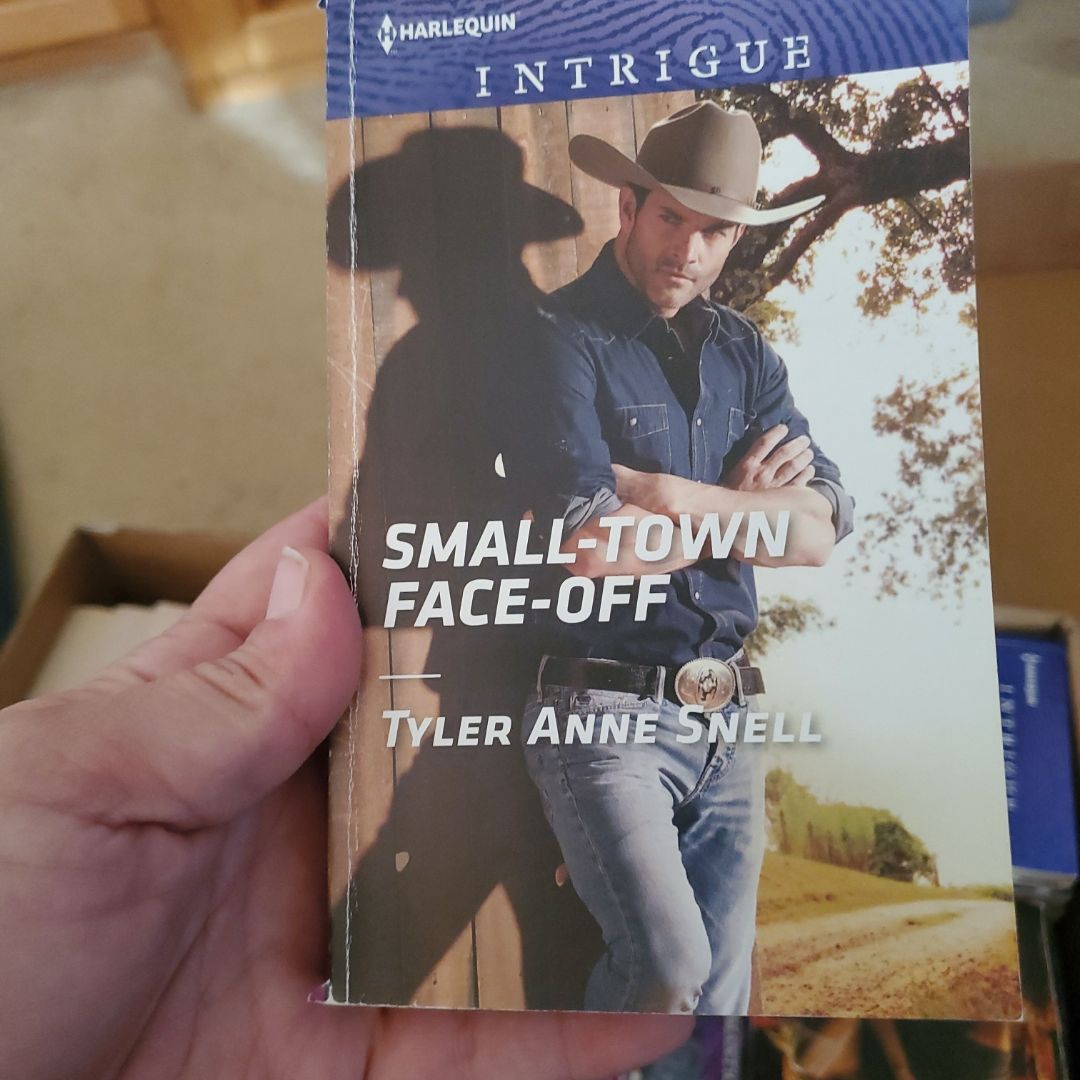 HARLEQUIN
INTRIGUE
SMALL-TOWN
FACE-OFF
TYLER ANNE SNELL